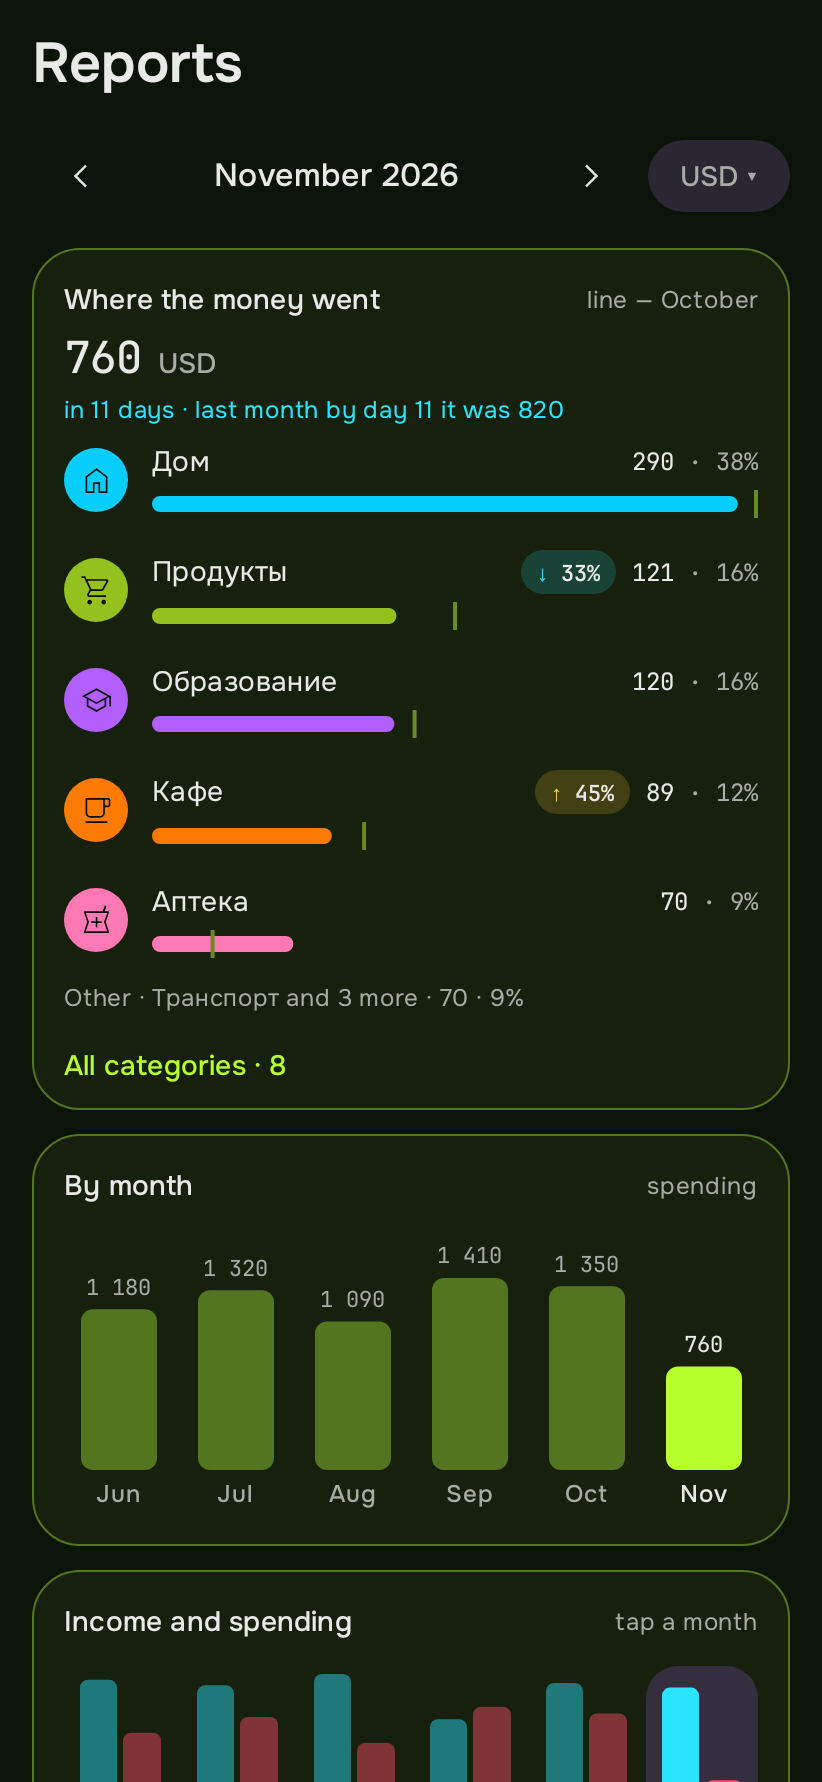 Reports
November 2026
USD ▾
Where the money went
line — October
760 USD
in 11 days · last month by day 11 it was 820
Дом
290 · 38%
Продукты
↓ 33% 121 · 16%
Образование
120 · 16%
Кафе
↑ 45% 89 · 12%
Аптека
70 · 9%
Other · Транспорт and 3 more · 70 · 9%
All categories · 8
By month
spending
1 180
1 320
1 090
1 410
1 350
760
Jun
Jul
Aug
Sep
Oct
Nov
Income and spending
tap a month